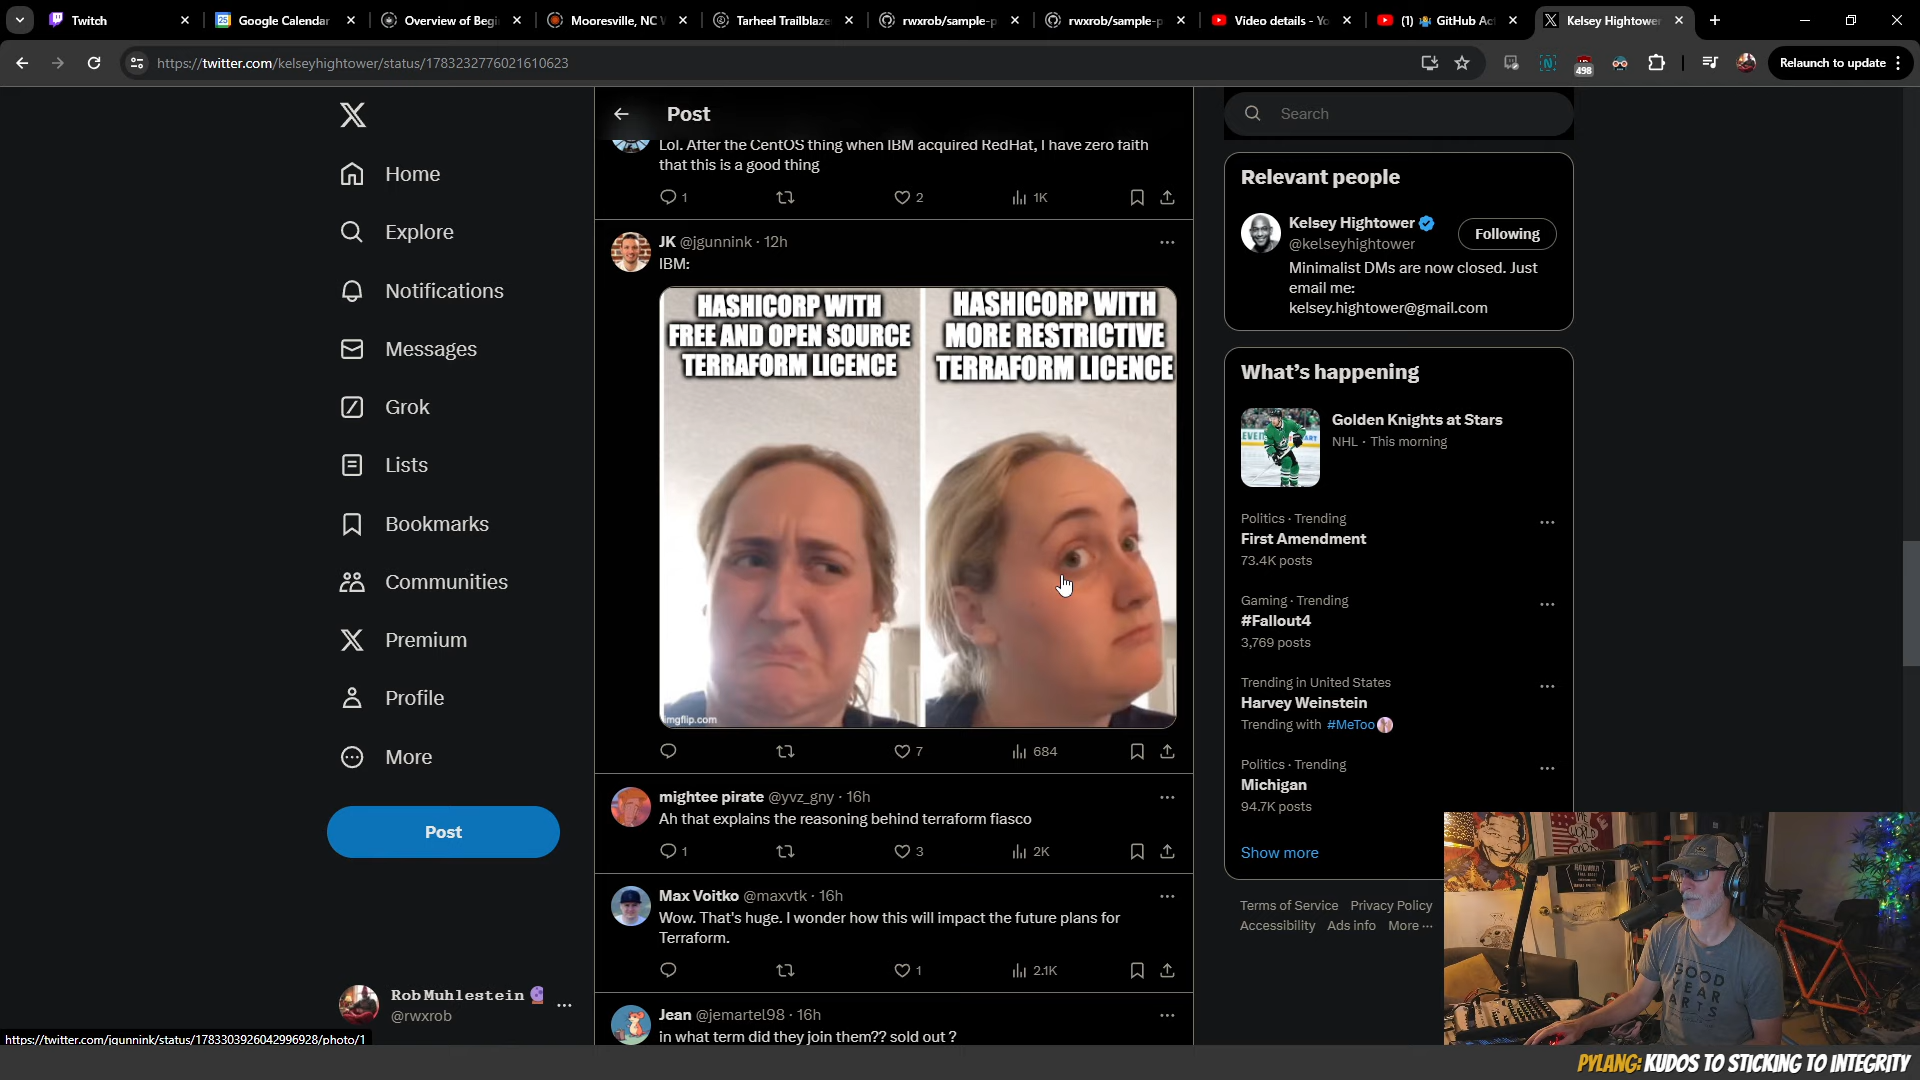 Twitch
Google Calendar
Overview of Begi
Mooresville, NC
Tarheel Trailblaze
rwxrob/sample-p
rwxrob/sample-p
Video details - Yo
(1) GitHub Ac
Kelsey Hightower
https://twitter.com/kelseyhightower/status/1783232776021610623
498
Relaunch to update
Home
Explore
Notifications
Messages
Grok
Lists
Bookmarks
Communities
Premium
Profile
More
Post
Rob Muhlestein
@rwxrob
https://twitter.com/jgunnink/status/1783303926042996928/photo/1
Post
Lol. After the CentOS thing when IBM acquired RedHat, I have zero faith
that this is a good thing
1 2 1K
JK @jgunnink · 12h
IBM:
HASHICORP WITH
FREE AND OPEN SOURCE
TERRAFORM LICENCE
HASHICORP WITH
MORE RESTRICTIVE
TERRAFORM LICENCE
imgflip.com
7 684
mightee pirate @yvz_gny · 16h
Ah that explains the reasoning behind terraform fiasco
1 3 2K
Max Voitko @maxvtk · 16h
Wow. That's huge. I wonder how this will impact the future plans for
Terraform.
1 2.1K
Jean @jemartel98 · 16h
in what term did they join them?? sold out ?
Search
Relevant people
Kelsey Hightower
@kelseyhightower
Following
Minimalist DMs are now closed. Just
email me:
kelsey.hightower@gmail.com
What's happening
Golden Knights at Stars
NHL · This morning
Politics · Trending
First Amendment
73.4K posts
Gaming · Trending
#Fallout4
3,769 posts
Trending in United States
Harvey Weinstein
Trending with #MeToo
Politics · Trending
Michigan
94.7K posts
Show more
Terms of Service Privacy Policy
Accessibility Ads info More ···
GOOD
YEAR
ARTS
PYLANG: KUDOS TO STICKING TO INTEGRITY